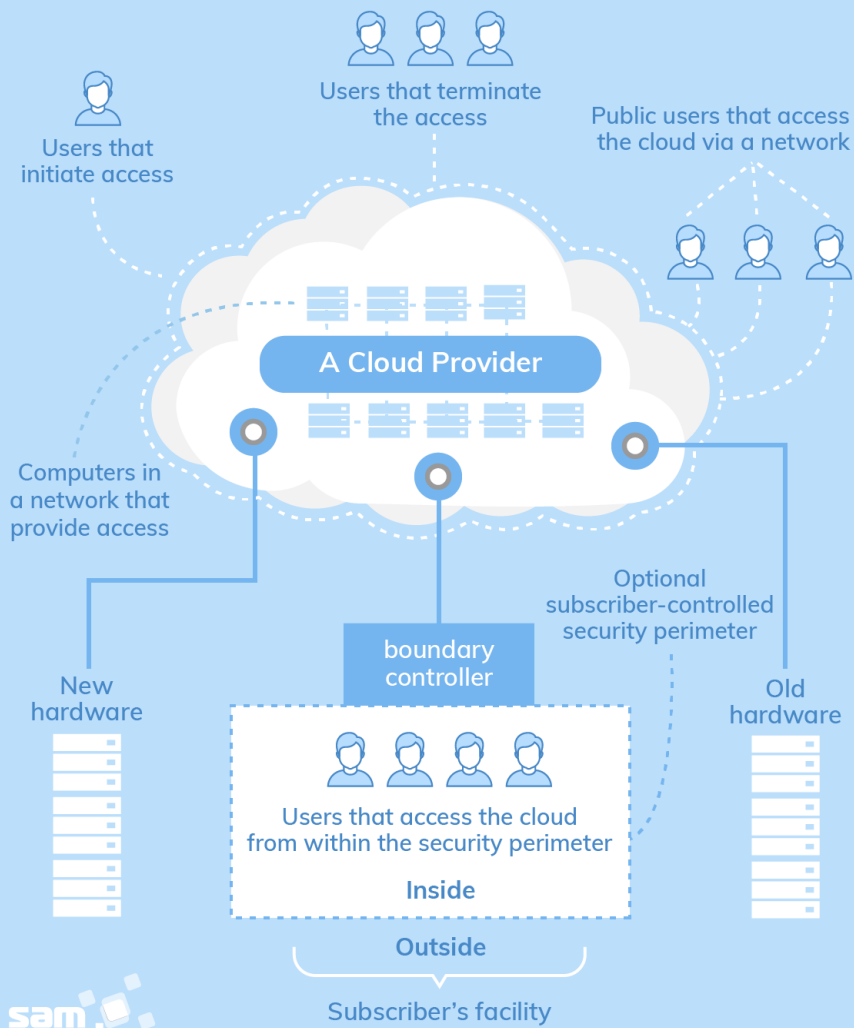 Users that terminate
the access
Users that
initiate access
Public users that access
the cloud via a network
A Cloud Provider
Computers in
a network that
provide access
Optional
subscriber-controlled
security perimeter
boundary
controller
New
hardware
Old
hardware
Users that access the cloud
from within the security perimeter
Inside
Outside
Subscriber’s facility
sam